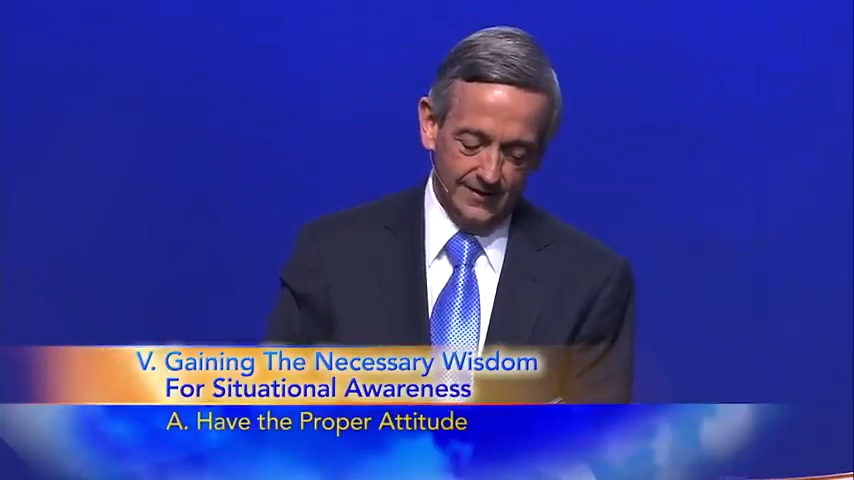 V. Gaining The Necessary Wisdom
For Situational Awareness
A. Have the Proper Attitude